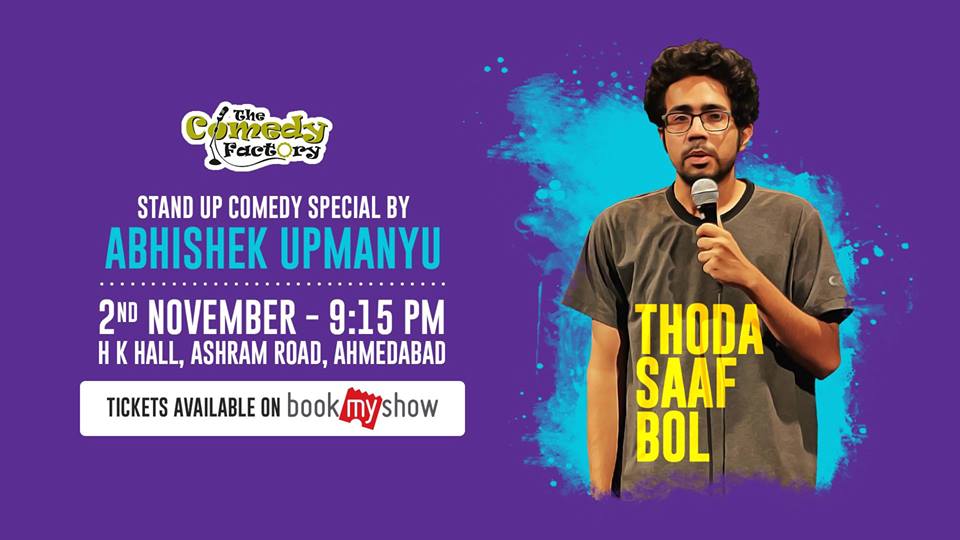 The
Comedy
Factory
STAND UP COMEDY SPECIAL BY
ABHISHEK UPMANYU
2ND NOVEMBER - 9:15 PM
H K HALL, ASHRAM ROAD, AHMEDABAD
TICKETS AVAILABLE ON bookmyshow
THODA
SAAF
BOL